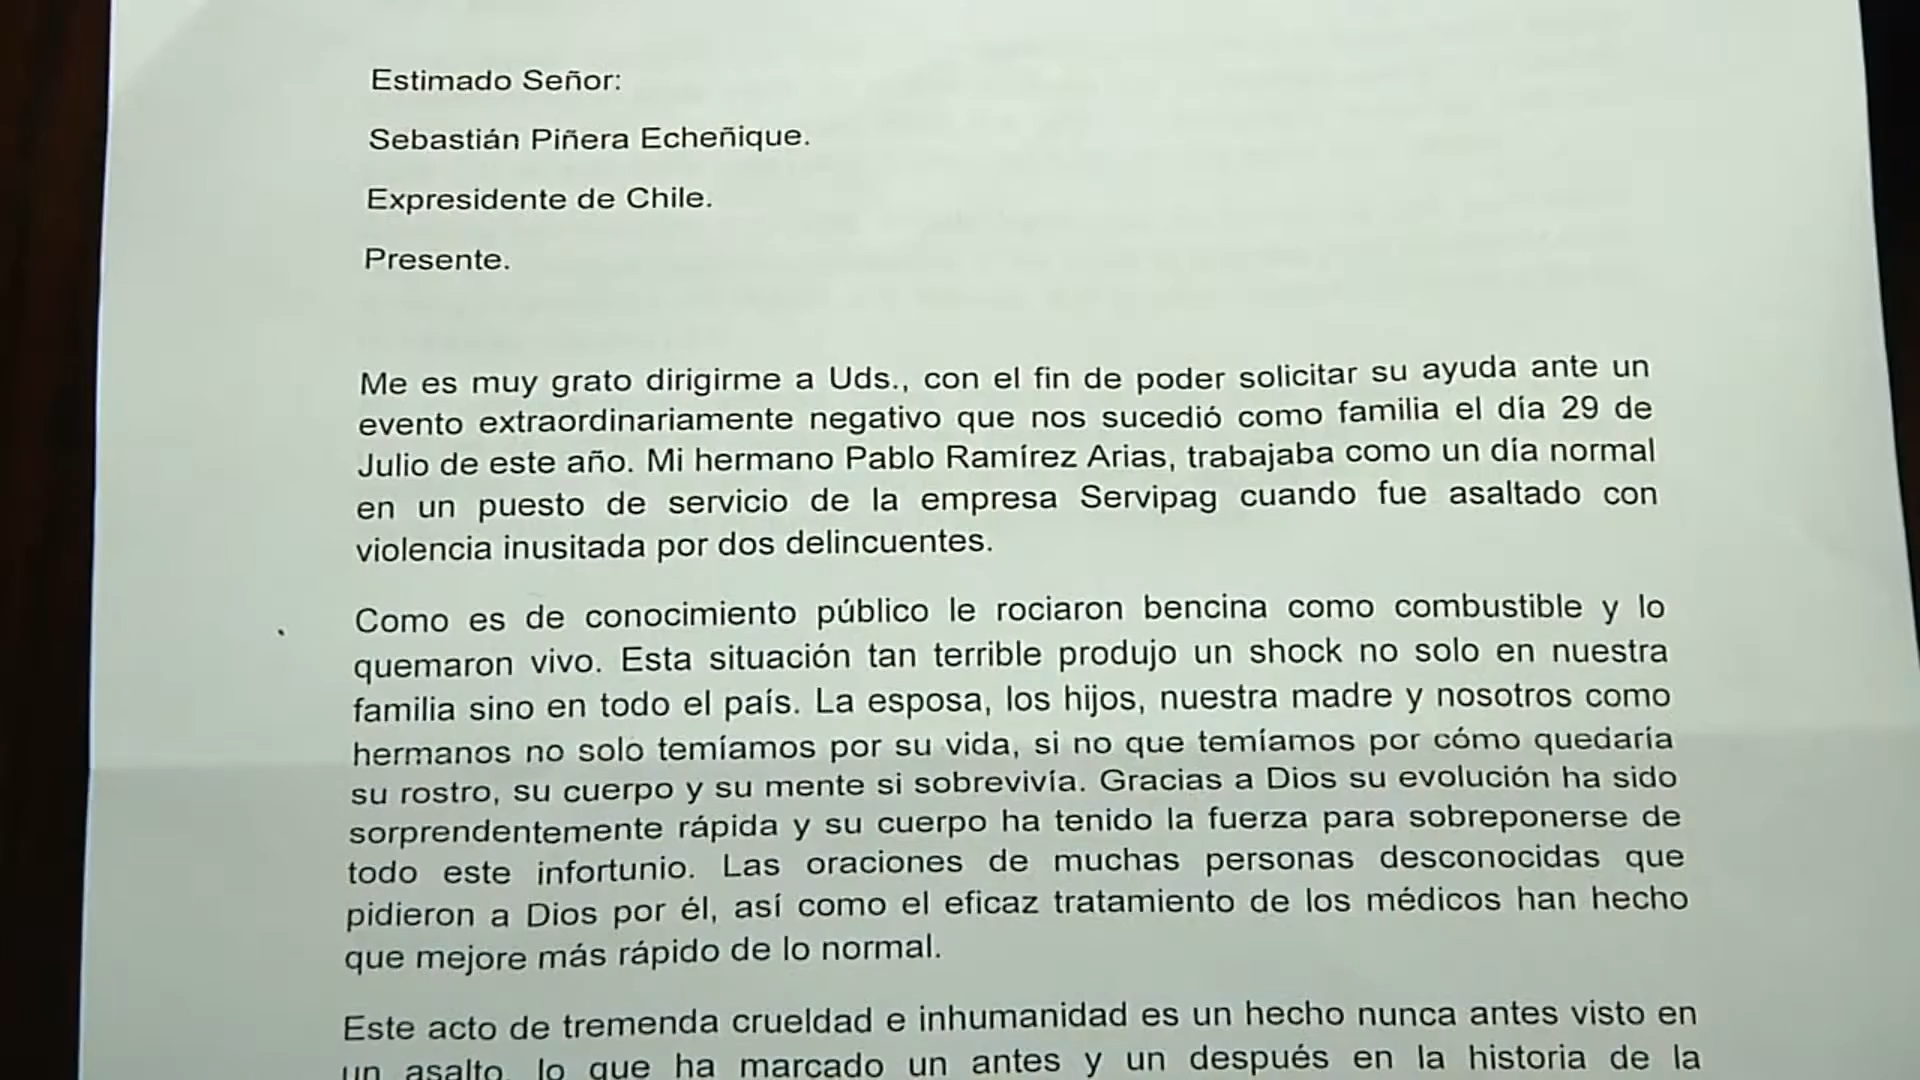 Estimado Señor:
Sebastián Piñera Echeñique.
Expresidente de Chile.
Presente.
Me es muy grato dirigirme a Uds., con el fin de poder solicitar su ayuda ante un
evento extraordinariamente negativo que nos sucedió como familia el día 29 de
Julio de este año. Mi hermano Pablo Ramírez Arias, trabajaba como un día normal
en un puesto de servicio de la empresa Servipag cuando fue asaltado con
violencia inusitada por dos delincuentes.
Como es de conocimiento público le rociaron bencina como combustible y lo
quemaron vivo. Esta situación tan terrible produjo un shock no solo en nuestra
familia sino en todo el país. La esposa, los hijos, nuestra madre y nosotros como
hermanos no solo temíamos por su vida, si no que temíamos por cómo quedaría
su rostro, su cuerpo y su mente si sobrevivía. Gracias a Dios su evolución ha sido
sorprendentemente rápida y su cuerpo ha tenido la fuerza para sobreponerse de
todo este infortunio. Las oraciones de muchas personas desconocidas que
pidieron a Dios por él, así como el eficaz tratamiento de los médicos han hecho
que mejore más rápido de lo normal.
Este acto de tremenda crueldad e inhumanidad es un hecho nunca antes visto en
un asalto, lo que ha marcado un antes y un después en la historia de la